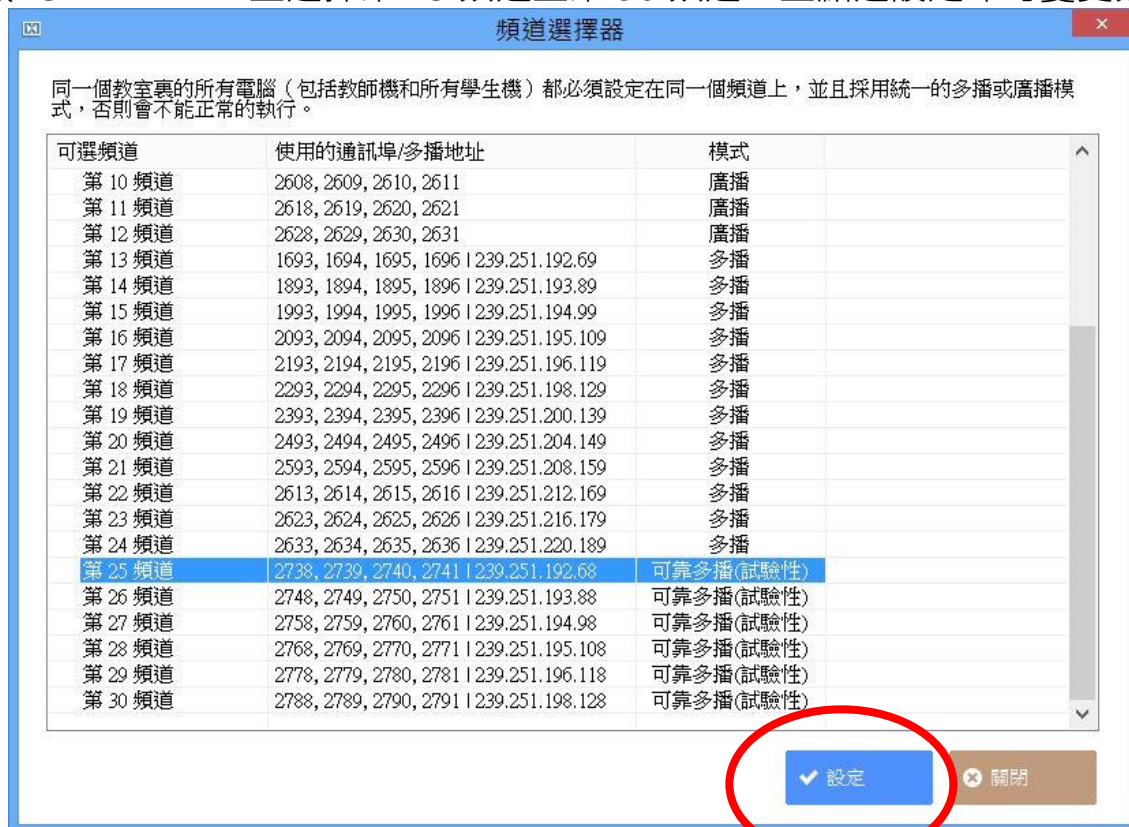 頻道選擇器
同一個教室裏的所有電腦（包括教師機和所有學生機）都必須設定在同一個頻道上，並且採用統一的多播或廣播模
式，否則會不能正常的執行。
可選頻道 使用的通訊埠/多播地址 模式
第 10 頻道 2608, 2609, 2610, 2611 廣播
第 11 頻道 2618, 2619, 2620, 2621 廣播
第 12 頻道 2628, 2629, 2630, 2631 廣播
第 13 頻道 1693, 1694, 1695, 1696 | 239.251.192.69 多播
第 14 頻道 1893, 1894, 1895, 1896 | 239.251.193.89 多播
第 15 頻道 1993, 1994, 1995, 1996 | 239.251.194.99 多播
第 16 頻道 2093, 2094, 2095, 2096 | 239.251.195.109 多播
第 17 頻道 2193, 2194, 2195, 2196 | 239.251.196.119 多播
第 18 頻道 2293, 2294, 2295, 2296 | 239.251.198.129 多播
第 19 頻道 2393, 2394, 2395, 2396 | 239.251.200.139 多播
第 20 頻道 2493, 2494, 2495, 2496 | 239.251.204.149 多播
第 21 頻道 2593, 2594, 2595, 2596 | 239.251.208.159 多播
第 22 頻道 2613, 2614, 2615, 2616 | 239.251.212.169 多播
第 23 頻道 2623, 2624, 2625, 2626 | 239.251.216.179 多播
第 24 頻道 2633, 2634, 2635, 2636 | 239.251.220.189 多播
第 25 頻道 2738, 2739, 2740, 2741 | 239.251.192.68 可靠多播(試驗性)
第 26 頻道 2748, 2749, 2750, 2751 | 239.251.193.88 可靠多播(試驗性)
第 27 頻道 2758, 2759, 2760, 2761 | 239.251.194.98 可靠多播(試驗性)
第 28 頻道 2768, 2769, 2770, 2771 | 239.251.195.108 可靠多播(試驗性)
第 29 頻道 2778, 2779, 2780, 2781 | 239.251.196.118 可靠多播(試驗性)
第 30 頻道 2788, 2789, 2790, 2791 | 239.251.198.128 可靠多播(試驗性)
設定 關閉